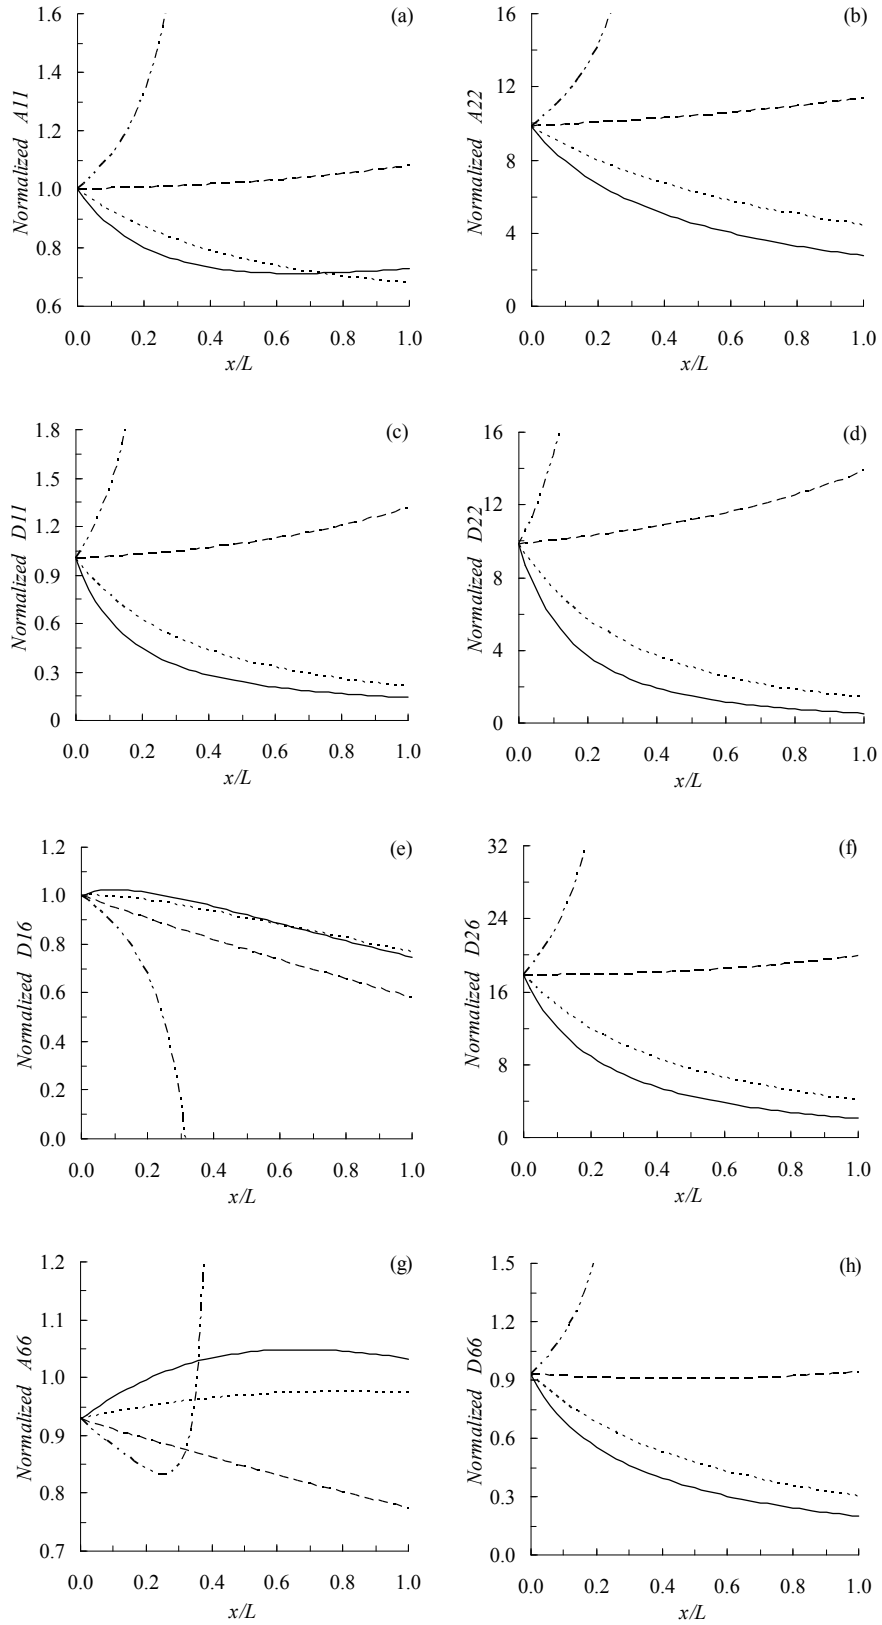 (a)
1.6
1.4
1.2
1.0
0.8
0.6
Normalized A11
0.0 0.2 0.4 0.6 0.8 1.0
x/L
(b)
16
12
8
4
0
Normalized A22
0.0 0.2 0.4 0.6 0.8 1.0
x/L
(c)
1.8
1.5
1.2
0.9
0.6
0.3
0
Normalized D11
0.0 0.2 0.4 0.6 0.8 1.0
x/L
(d)
16
12
8
4
0
Normalized D22
0.0 0.2 0.4 0.6 0.8 1.0
x/L
(e)
1.2
1.0
0.8
0.6
0.4
0.2
0.0
Normalized D16
0.0 0.2 0.4 0.6 0.8 1.0
x/L
(f)
32
24
16
8
0
Normalized D26
0.0 0.2 0.4 0.6 0.8 1.0
x/L
(g)
1.2
1.1
1.0
0.9
0.8
0.7
Normalized A66
0.0 0.2 0.4 0.6 0.8 1.0
x/L
(h)
1.5
1.2
0.9
0.6
0.3
0.0
Normalized D66
0.0 0.2 0.4 0.6 0.8 1.0
x/L